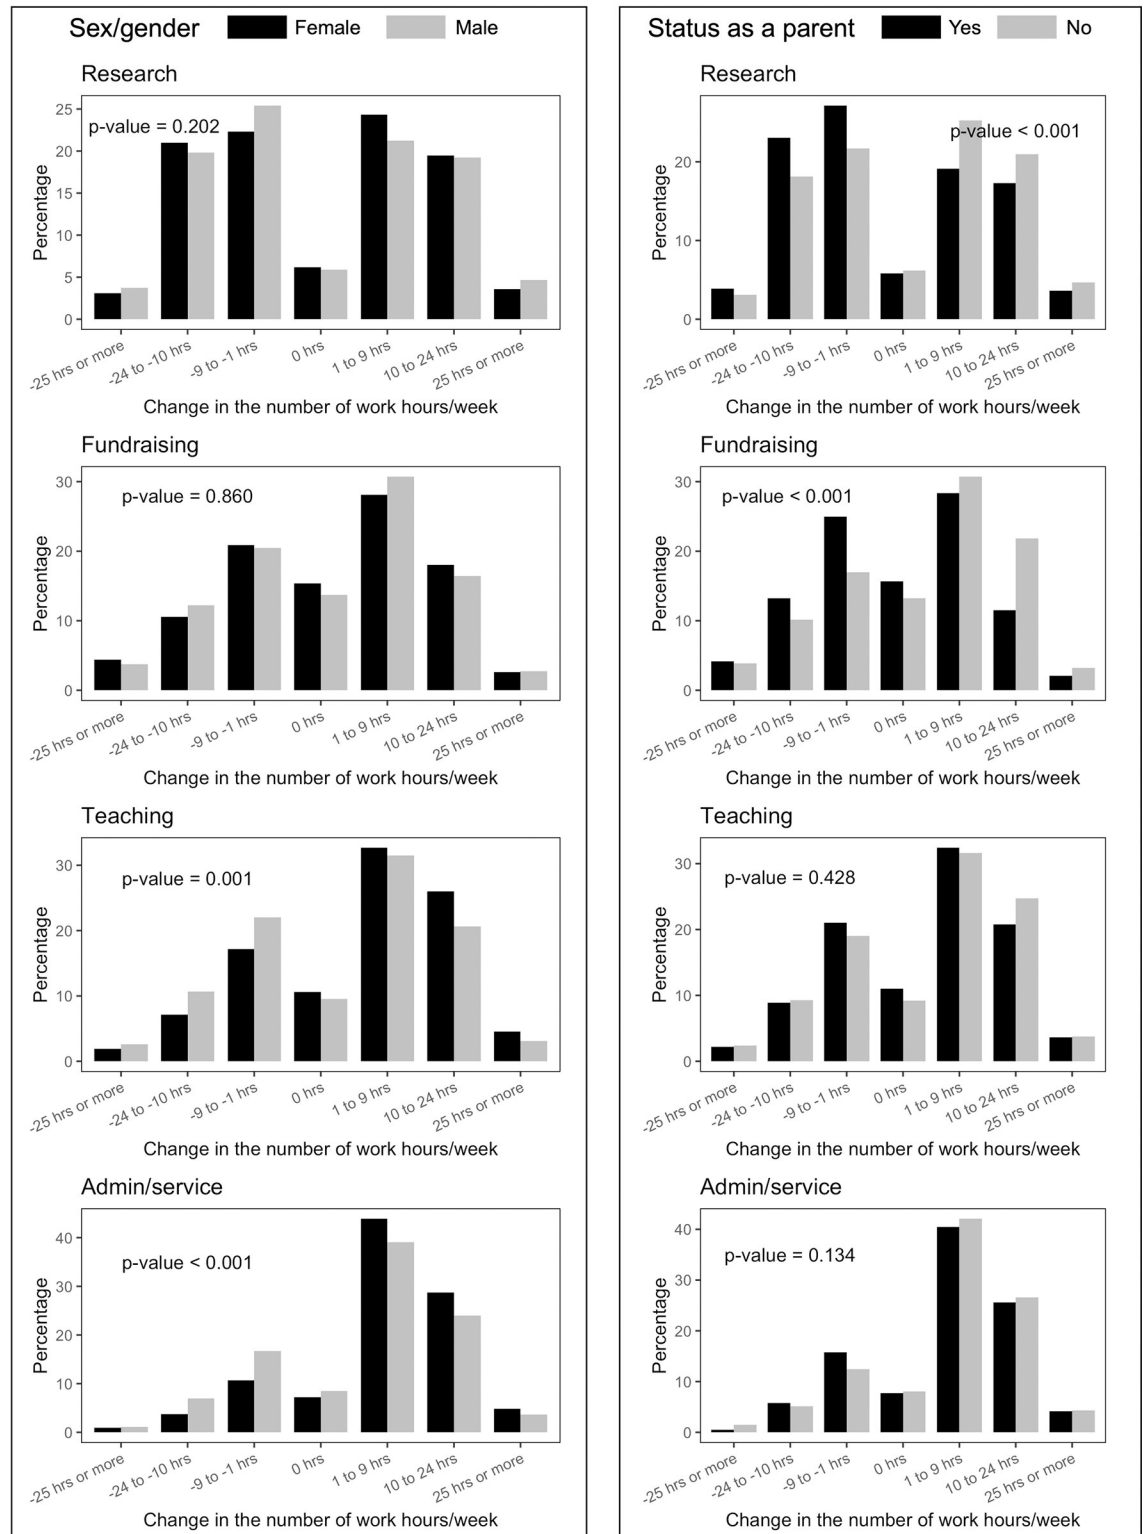 Sex/gender Female Male
Research
p-value = 0.202
25
20
15
10
5
0
Percentage
-25 hrs or more
-24 to -10 hrs
-9 to -1 hrs
0 hrs
1 to 9 hrs
10 to 24 hrs
25 hrs or more
Change in the number of work hours/week
Fundraising
p-value = 0.860
30
20
10
0
Percentage
-25 hrs or more
-24 to -10 hrs
-9 to -1 hrs
0 hrs
1 to 9 hrs
10 to 24 hrs
25 hrs or more
Change in the number of work hours/week
Teaching
p-value = 0.001
30
20
10
0
Percentage
-25 hrs or more
-24 to -10 hrs
-9 to -1 hrs
0 hrs
1 to 9 hrs
10 to 24 hrs
25 hrs or more
Change in the number of work hours/week
Admin/service
p-value < 0.001
40
30
20
10
0
Percentage
-25 hrs or more
-24 to -10 hrs
-9 to -1 hrs
0 hrs
1 to 9 hrs
10 to 24 hrs
25 hrs or more
Change in the number of work hours/week
Status as a parent Yes No
Research
p-value < 0.001
20
10
0
Percentage
-25 hrs or more
-24 to -10 hrs
-9 to -1 hrs
0 hrs
1 to 9 hrs
10 to 24 hrs
25 hrs or more
Change in the number of work hours/week
Fundraising
p-value < 0.001
30
20
10
0
Percentage
-25 hrs or more
-24 to -10 hrs
-9 to -1 hrs
0 hrs
1 to 9 hrs
10 to 24 hrs
25 hrs or more
Change in the number of work hours/week
Teaching
p-value = 0.428
30
20
10
0
Percentage
-25 hrs or more
-24 to -10 hrs
-9 to -1 hrs
0 hrs
1 to 9 hrs
10 to 24 hrs
25 hrs or more
Change in the number of work hours/week
Admin/service
p-value = 0.134
40
30
20
10
0
Percentage
-25 hrs or more
-24 to -10 hrs
-9 to -1 hrs
0 hrs
1 to 9 hrs
10 to 24 hrs
25 hrs or more
Change in the number of work hours/week